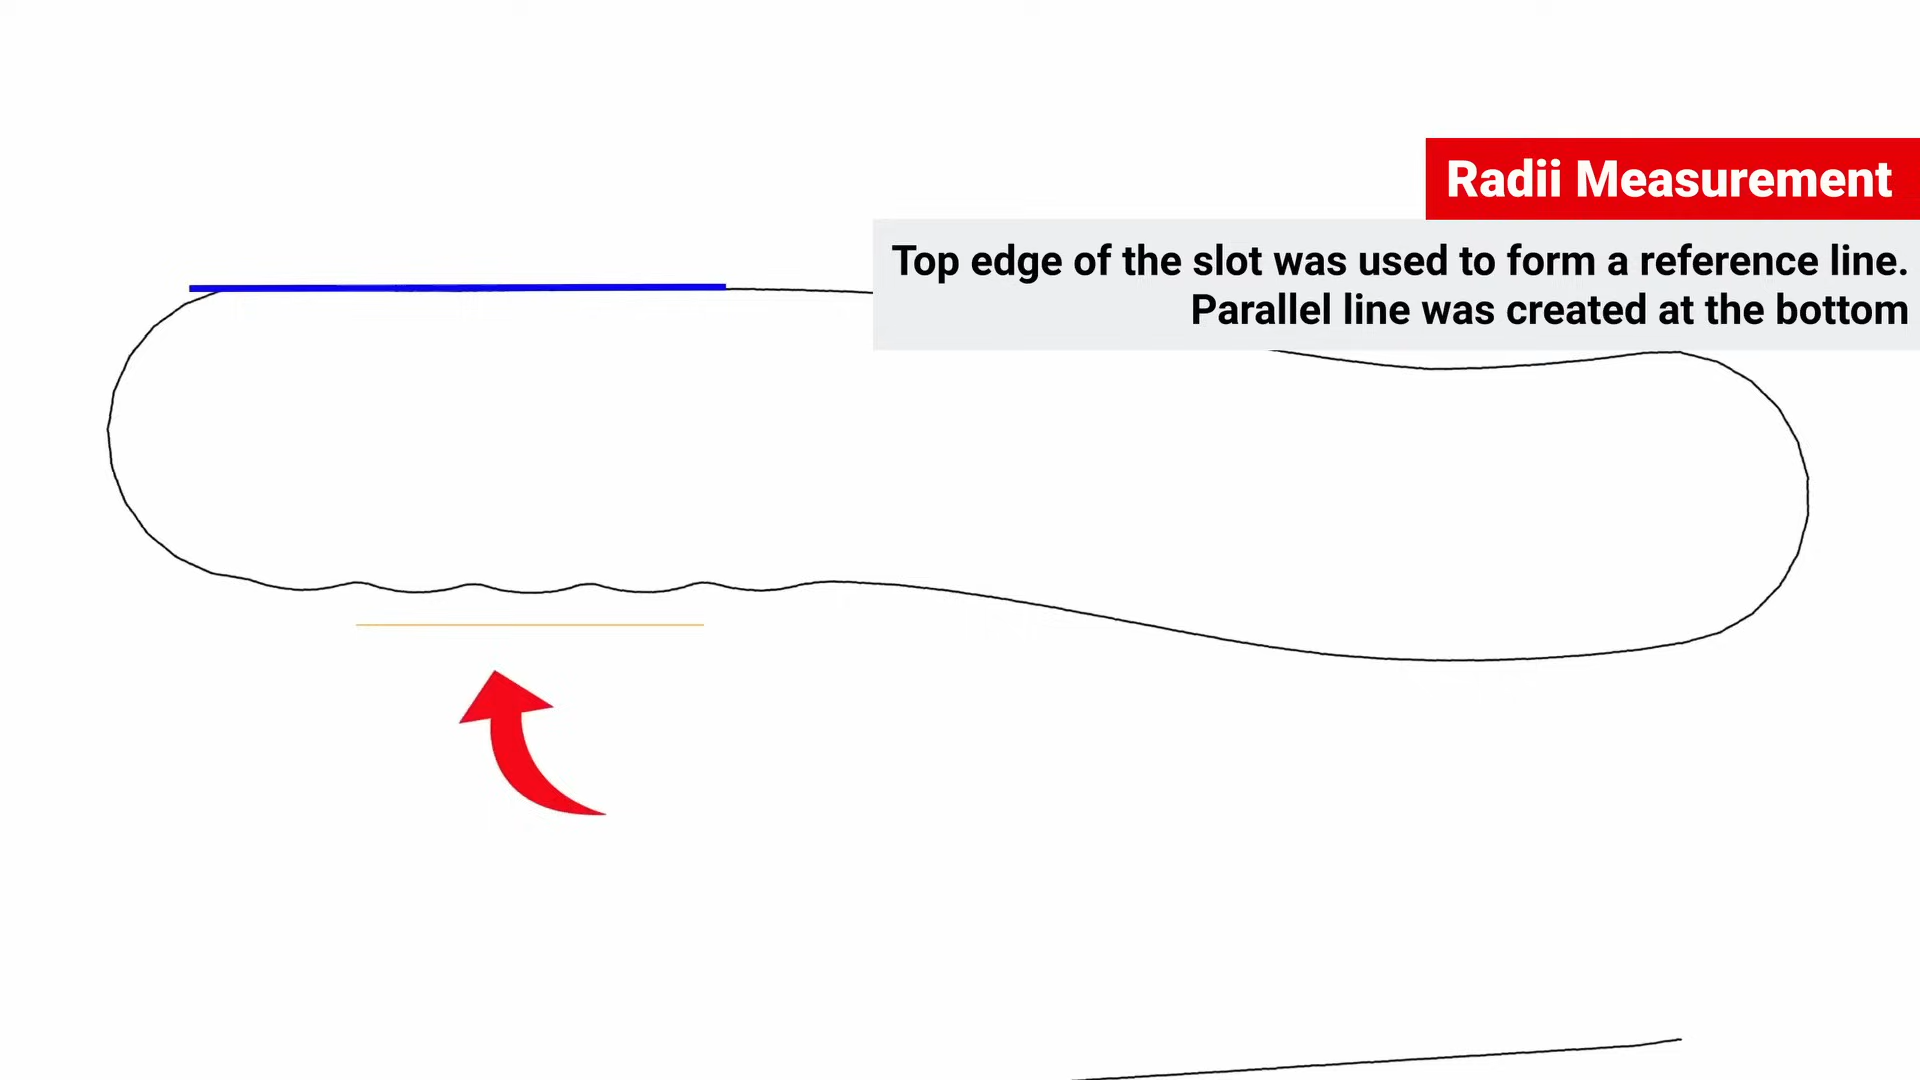 Radii Measurement
Top edge of the slot was used to form a reference line.
Parallel line was created at the bottom